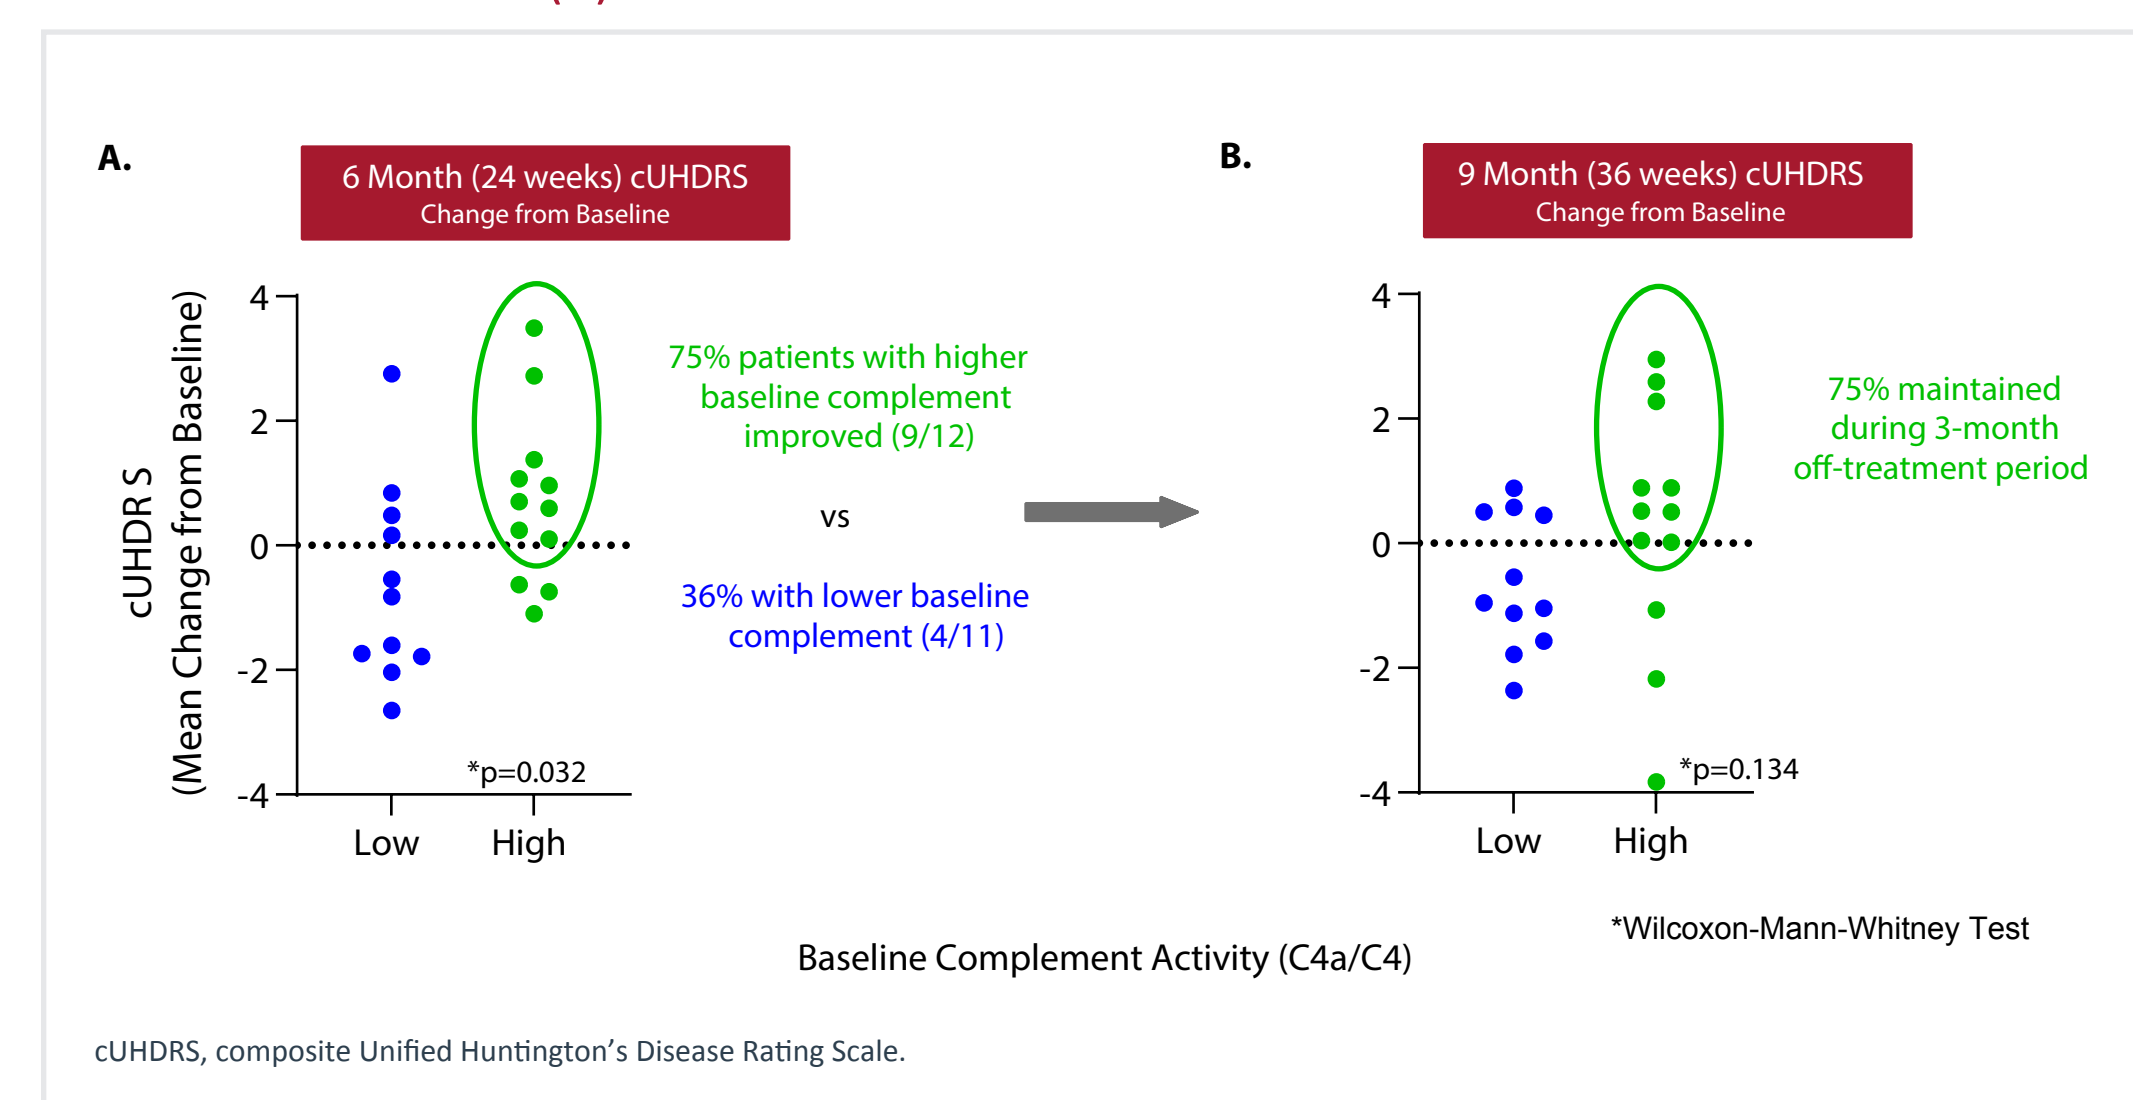 A.
6 Month (24 weeks) cUHDRS
Change from Baseline
cUHDR S
(Mean Change from Baseline)
4
2
0
-2
-4
*p=0.032
Low
High
75% patients with higher
baseline complement
improved (9/12)
vs
36% with lower baseline
complement (4/11)
B.
9 Month (36 weeks) cUHDRS
Change from Baseline
4
2
0
-2
-4
*p=0.134
Low
High
75% maintained
during 3-month
off-treatment period
*Wilcoxon-Mann-Whitney Test
Baseline Complement Activity (C4a/C4)
cUHDRS, composite Unified Huntington’s Disease Rating Scale.